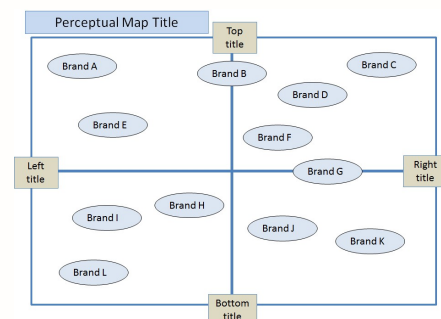 Perceptual Map Title
Top
title
Brand A
Brand B
Brand C
Brand D
Brand E
Brand F
Left
title
Brand G
Right
title
Brand H
Brand I
Brand J
Brand K
Brand L
Bottom
title